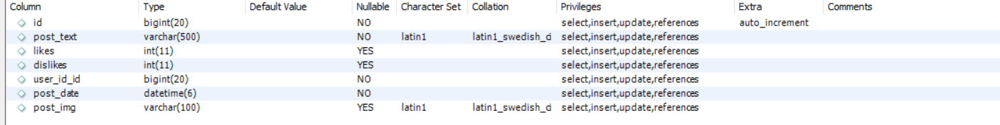 Column Type Default Value Nullable Character Set Collation Privileges Extra Comments
id bigint(20) NO select,insert,update,references auto_increment
post_text varchar(500) NO latin1 latin1_swedish_ci select,insert,update,references
likes int(11) YES select,insert,update,references
dislikes int(11) YES select,insert,update,references
user_id_id bigint(20) NO select,insert,update,references
post_date datetime(6) NO select,insert,update,references
post_img varchar(100) YES latin1 latin1_swedish_ci select,insert,update,references